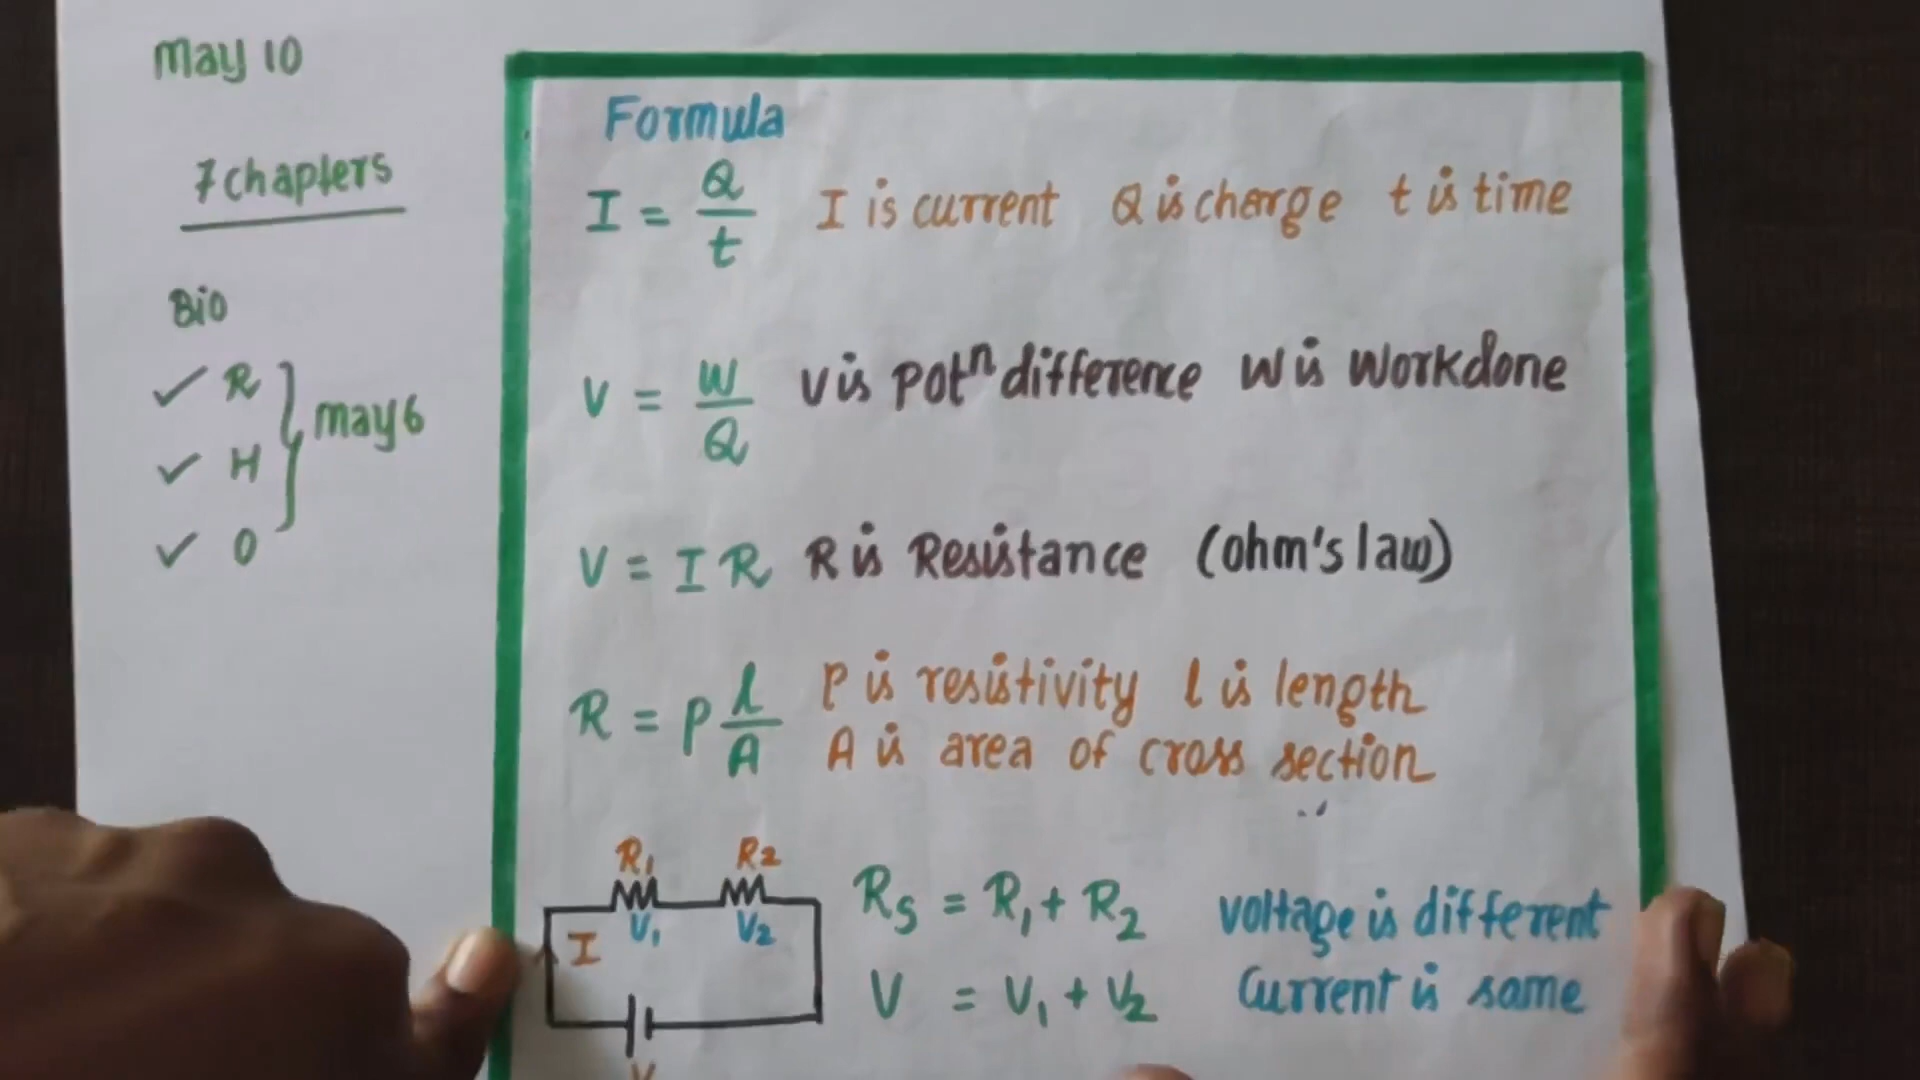 May 10
7 chapters
Bio
✓ R
✓ H
✓ O
may 6
Formula
I = Q/t I is current Q is charge t is time
V = W/Q V is potⁿ difference W is Workdone
V = I R R is Resistance (ohm's law)
R = ρ l/A ρ is resistivity l is length
A is area of cross section
R₁ R₂
V₁ V₂
I
V
Rs = R₁ + R₂ voltage is different
V = V₁ + V₂ Current is same